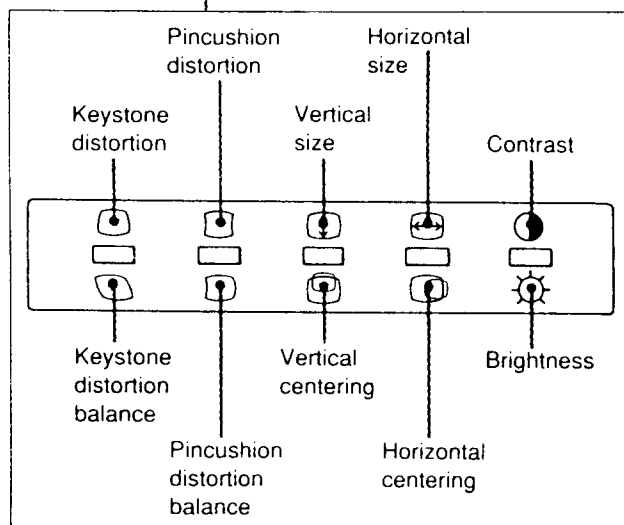 Pincushion
distortion
Horizontal
size
Keystone
distortion
Vertical
size
Contrast
Keystone
distortion
balance
Vertical
centering
Brightness
Pincushion
distortion
balance
Horizontal
centering